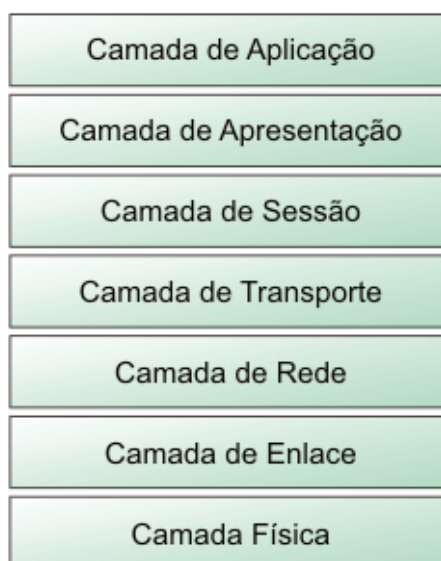 Camada de Aplicação
Camada de Apresentação
Camada de Sessão
Camada de Transporte
Camada de Rede
Camada de Enlace
Camada Física